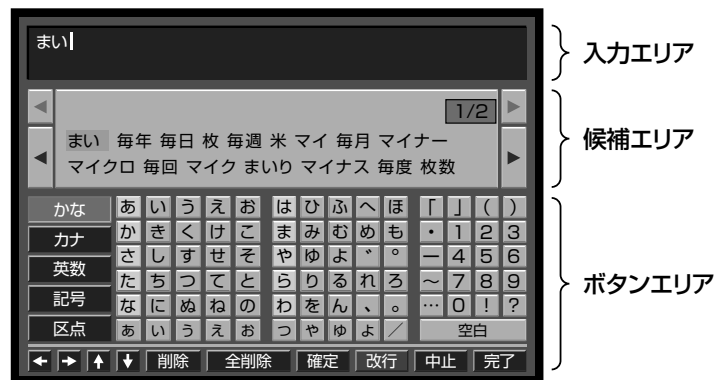 まい
入力エリア
1/2
まい 毎年 毎日 枚 毎週 米 マイ 毎月 マイナー
マイクロ 毎回 マイク まいり マイナス 毎度 枚数
候補エリア
かな
カナ
英数
記号
区点
あ い う え お は ひ ふ へ ほ 「 」 ( )
か き く け こ ま み む め も ・ 1 2 3
さ し す せ そ や ゆ よ ゛ ゜ ー 4 5 6
た ち つ て と ら り る れ ろ ~ 7 8 9
な に ぬ ね の わ を ん 、 。 … 0 ! ?
ぁ ぃ ぅ ぇ ぉ っ ゃ ゅ ょ / 空白
ボタンエリア
← → ↑ ↓ 削除 全削除 確定 改行 中止 完了